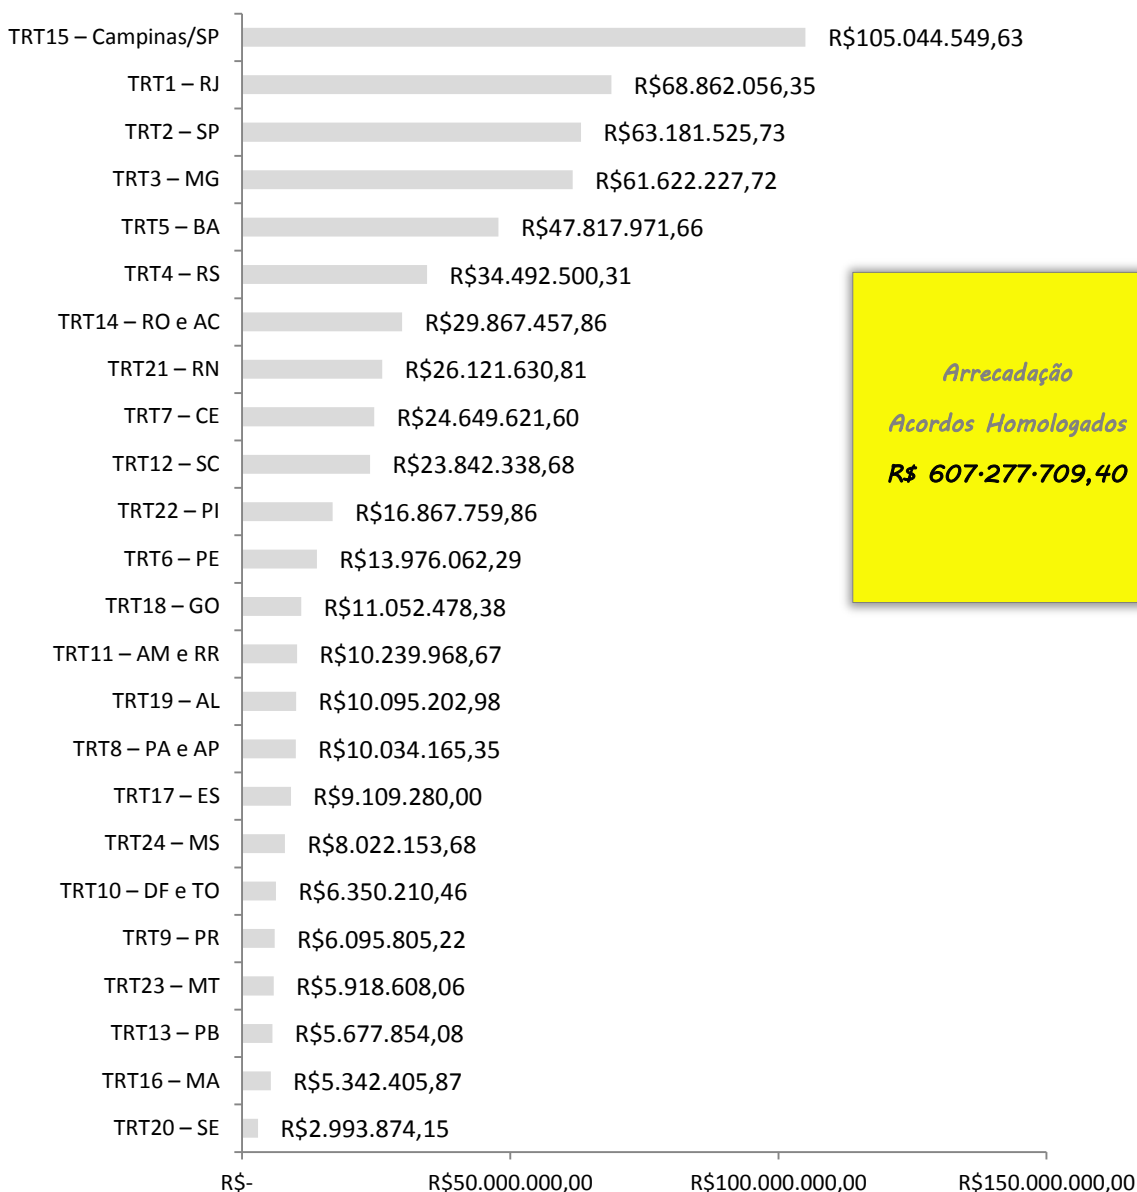 TRT15 – Campinas/SP R$105.044.549,63
TRT1 – RJ R$68.862.056,35
TRT2 – SP R$63.181.525,73
TRT3 – MG R$61.622.227,72
TRT5 – BA R$47.817.971,66
TRT4 – RS R$34.492.500,31
TRT14 – RO e AC R$29.867.457,86
TRT21 – RN R$26.121.630,81
TRT7 – CE R$24.649.621,60
TRT12 – SC R$23.842.338,68
TRT22 – PI R$16.867.759,86
TRT6 – PE R$13.976.062,29
TRT18 – GO R$11.052.478,38
TRT11 – AM e RR R$10.239.968,67
TRT19 – AL R$10.095.202,98
TRT8 – PA e AP R$10.034.165,35
TRT17 – ES R$9.109.280,00
TRT24 – MS R$8.022.153,68
TRT10 – DF e TO R$6.350.210,46
TRT9 – PR R$6.095.805,22
TRT23 – MT R$5.918.608,06
TRT13 – PB R$5.677.854,08
TRT16 – MA R$5.342.405,87
TRT20 – SE R$2.993.874,15
R$- R$50.000.000,00 R$100.000.000,00 R$150.000.000,00
Arrecadação
Acordos Homologados
R$ 607.277.709,40